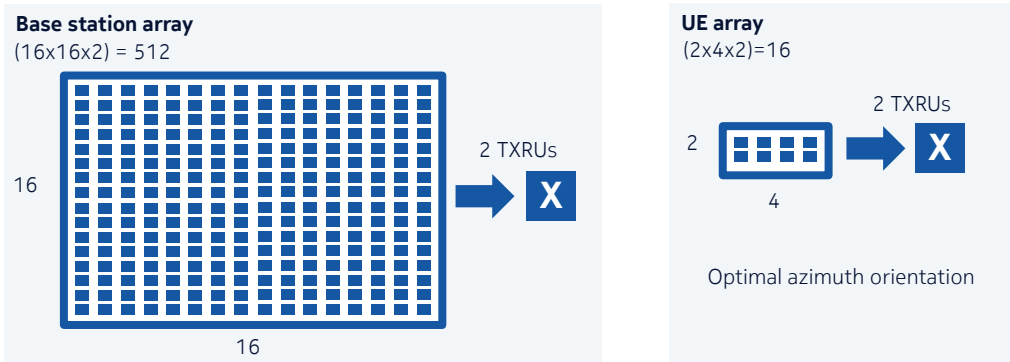 Base station array
(16x16x2) = 512
16
16
2 TXRUs
X
UE array
(2x4x2)=16
2
4
2 TXRUs
X
Optimal azimuth orientation